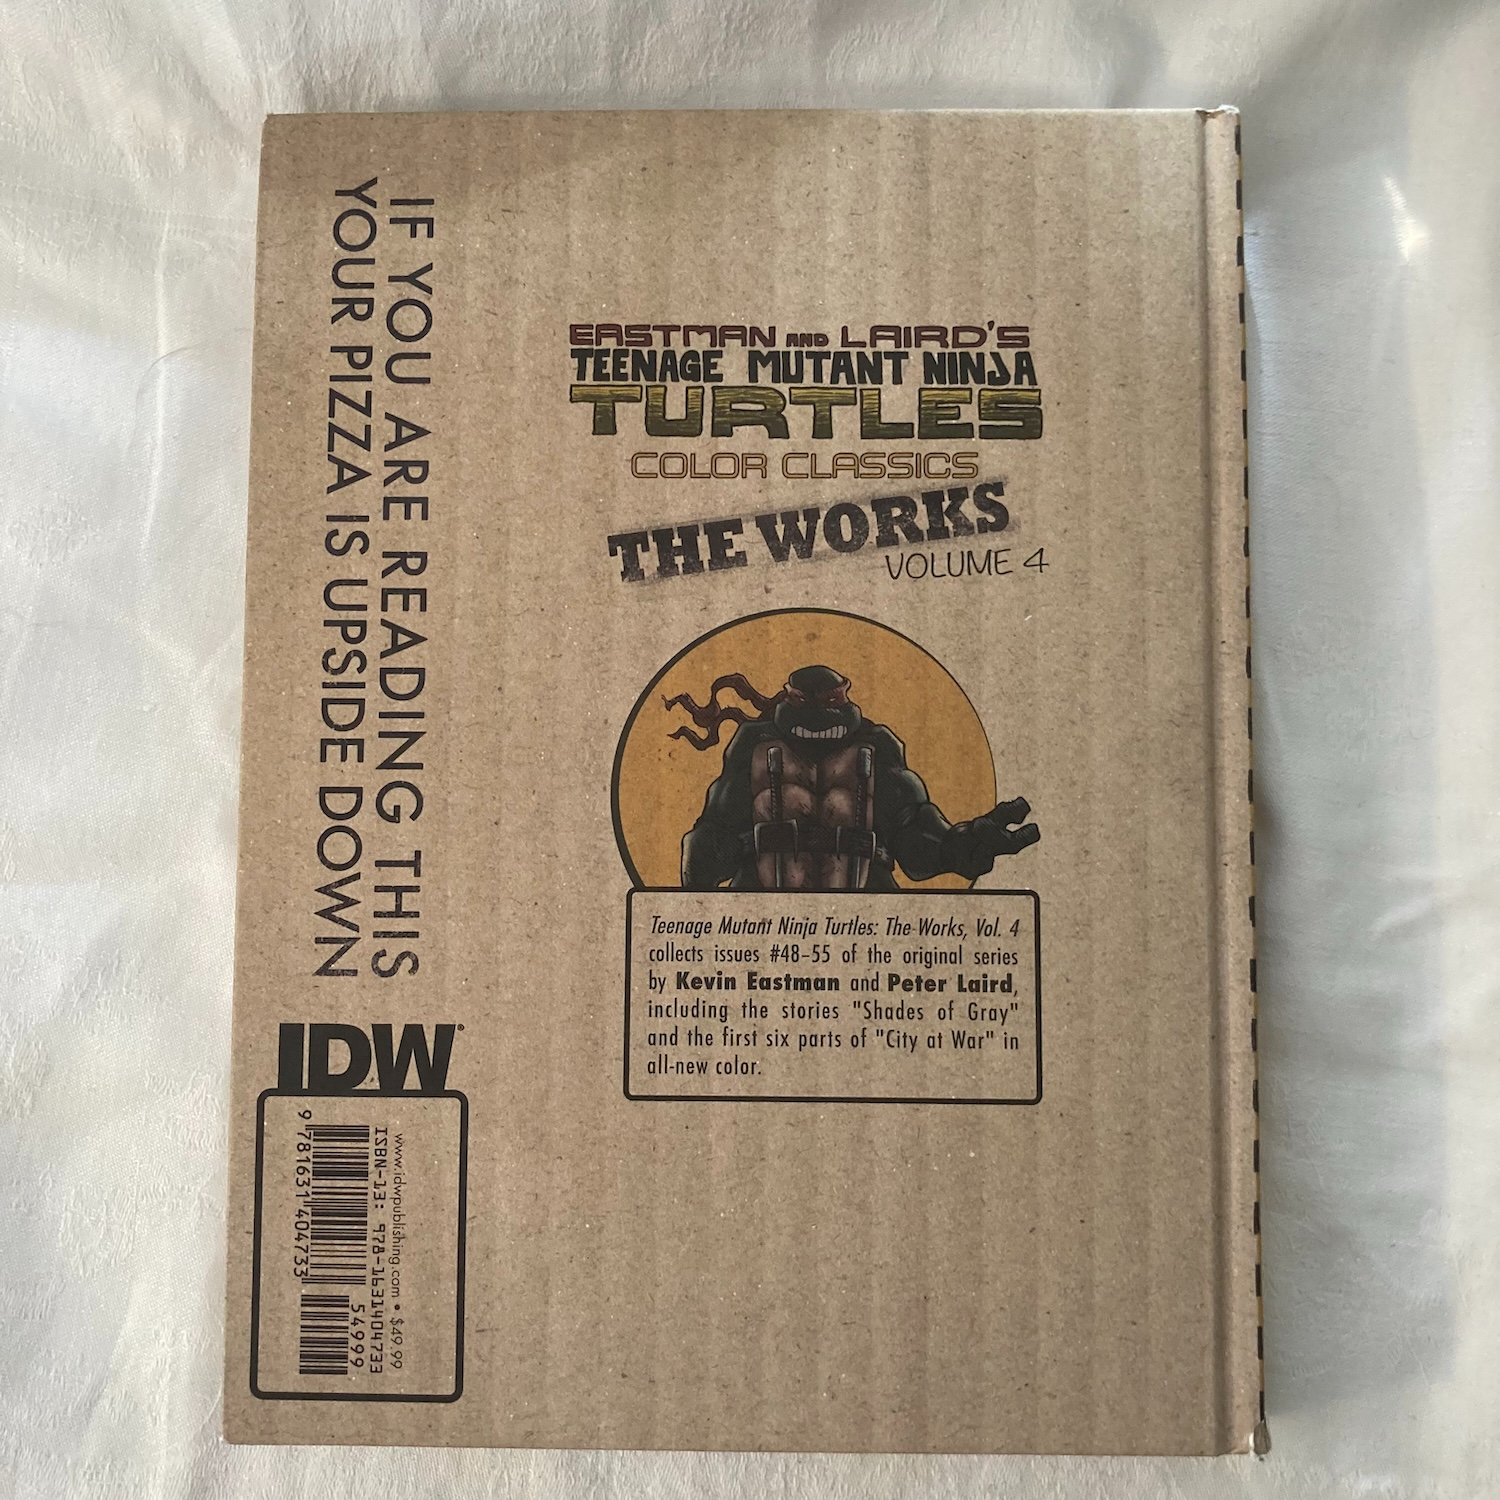 IF YOU ARE READING THIS
YOUR PIZZA IS UPSIDE DOWN
EASTMAN AND LAIRD'S
TEENAGE MUTANT NINJA
TURTLES
COLOR CLASSICS
THE WORKS
VOLUME 4
Teenage Mutant Ninja Turtles: The Works, Vol. 4
collects issues #48-55 of the original series
by Kevin Eastman and Peter Laird,
including the stories "Shades of Gray"
and the first six parts of "City at War" in
all-new color.
IDW®
www.idwpublishing.com • $49.99
ISBN-13: 978-1631404733
54999
9 781631 404733